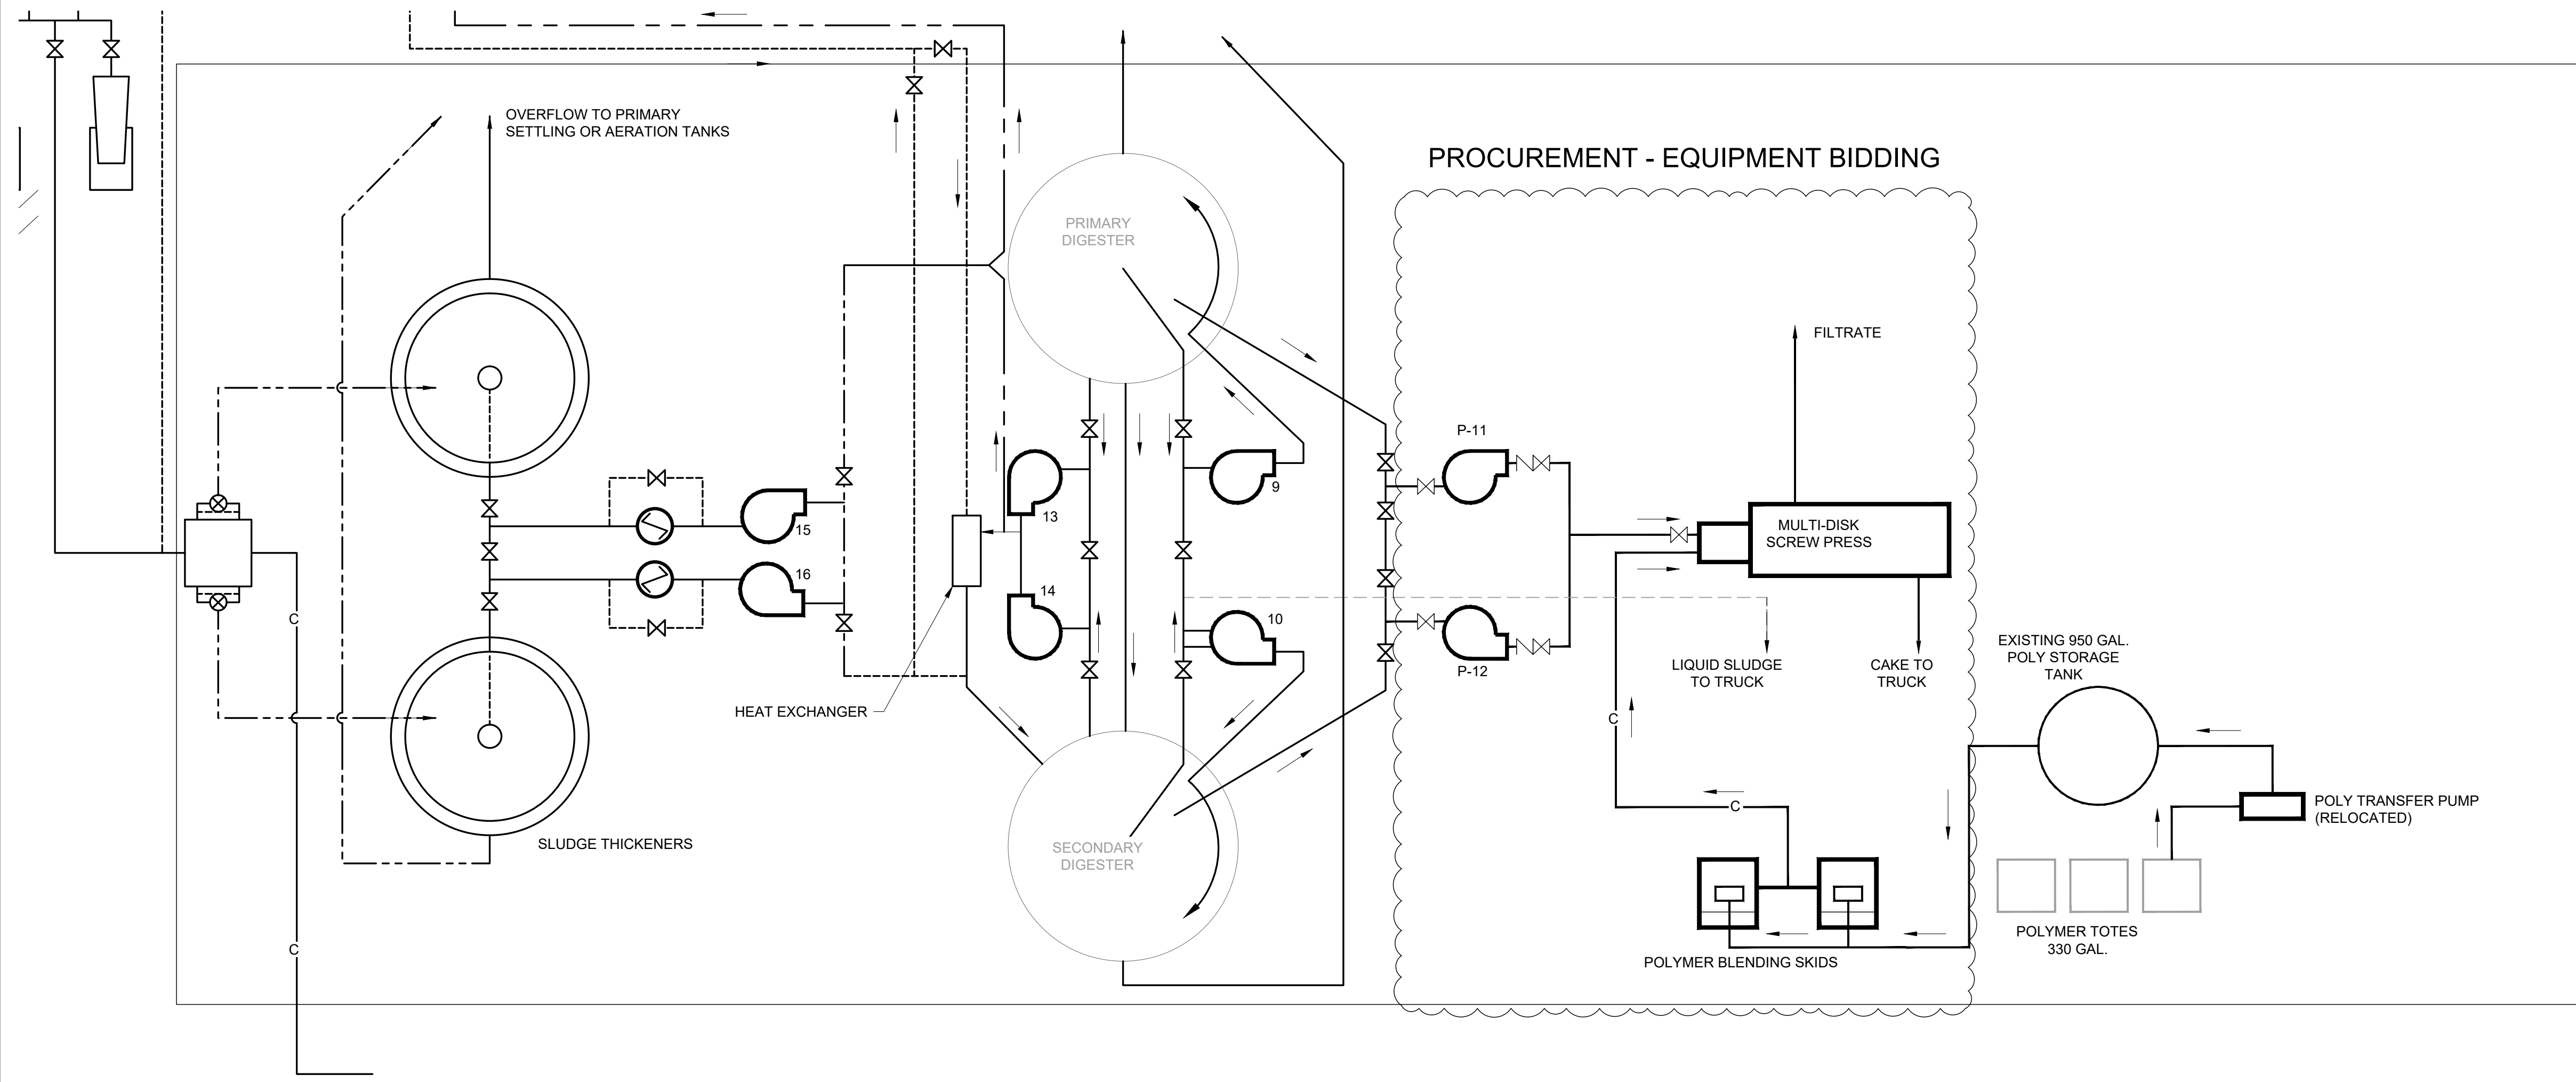 OVERFLOW TO PRIMARY
SETTLING OR AERATION TANKS
PROCUREMENT - EQUIPMENT BIDDING
PRIMARY
DIGESTER
FILTRATE
P-11
9
13
15
MULTI-DISK
SCREW PRESS
16
14
10
C
P-12
LIQUID SLUDGE
TO TRUCK
CAKE TO
TRUCK
EXISTING 950 GAL.
POLY STORAGE
TANK
HEAT EXCHANGER
C
C
POLY TRANSFER PUMP
(RELOCATED)
SLUDGE THICKENERS
SECONDARY
DIGESTER
C
POLYMER BLENDING SKIDS
POLYMER TOTES
330 GAL.